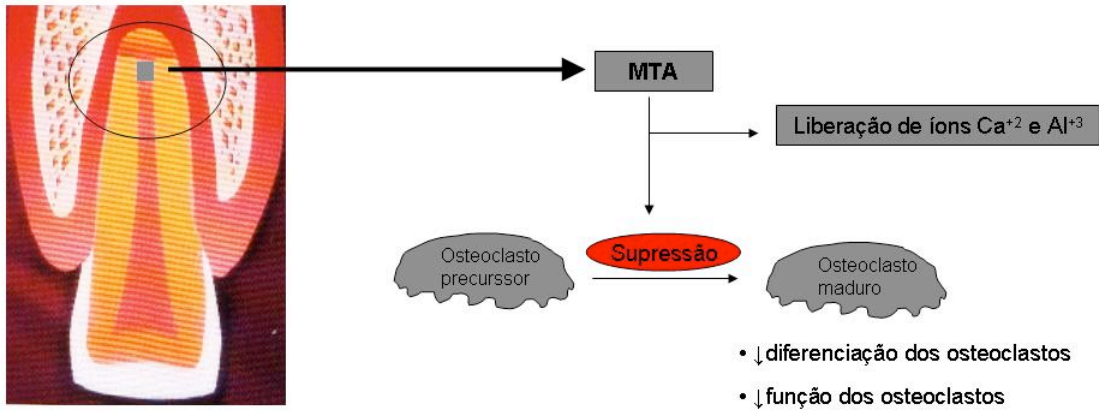 MTA
Liberação de íons Ca⁺² e Al⁺³
Supressão
Osteoclasto
precurssor
Osteoclasto
maduro
• ↓diferenciação dos osteoclastos
• ↓função dos osteoclastos